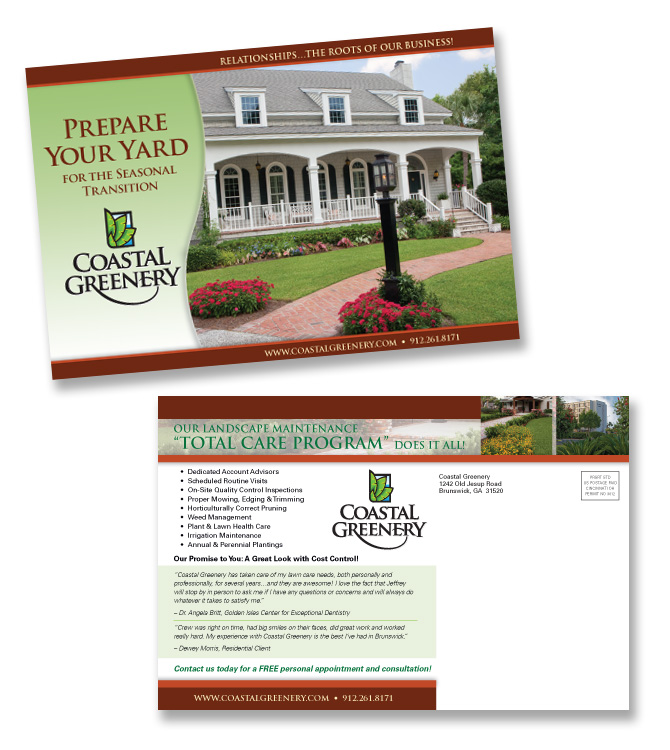 RELATIONSHIPS...THE ROOTS OF OUR BUSINESS!
PREPARE
YOUR YARD
FOR THE SEASONAL
TRANSITION
COASTAL
GREENERY
WWW.COASTALGREENERY.COM • 912.261.8171
OUR LANDSCAPE MAINTENANCE
“TOTAL CARE PROGRAM” DOES IT ALL!
• Dedicated Account Advisors
• Scheduled Routine Visits
• On-Site Quality Control Inspections
• Proper Mowing, Edging & Trimming
• Horticulturally Correct Pruning
• Weed Management
• Plant & Lawn Health Care
• Irrigation Maintenance
• Annual & Perennial Plantings
COASTAL
GREENERY
Coastal Greenery
1242 Old Jesup Road
Brunswick, GA 31520
PRSRT STD
US POSTAGE PAID
CINCINNATI OH
Our Promise to You: A Great Look with Cost Control!
“Coastal Greenery has taken care of my lawn care needs, both personally and
professionally, for several years…and they are awesome! I love the fact that Jeffrey
will stop by in person to ask me if I have any questions or concerns and will always do
whatever it takes to satisfy me.”
– Dr. Angela Britt, Golden Isles Center for Exceptional Dentistry
“Crew was right on time, had big smiles on their faces, did great work and worked
really hard. My experience with Coastal Greenery is the best I’ve had in Brunswick.”
– Dewey Morris, Residential Client
Contact us today for a FREE personal appointment and consultation!
WWW.COASTALGREENERY.COM • 912.261.8171